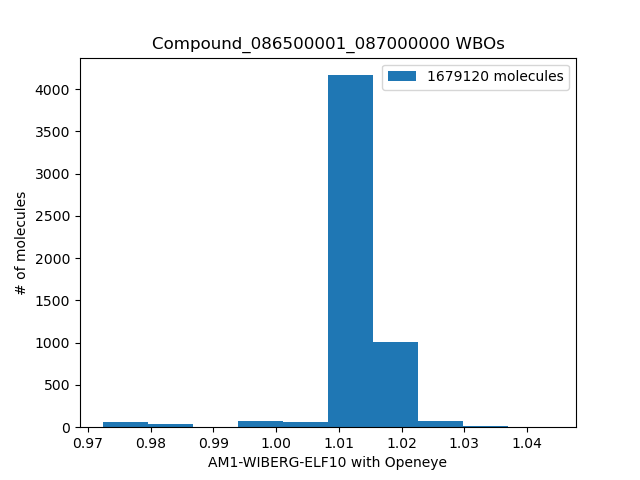 Compound_086500001_087000000 WBOs
1679120 molecules
# of molecules
4000
3500
3000
2500
2000
1500
1000
500
0
0.97 0.98 0.99 1.00 1.01 1.02 1.03 1.04
AM1-WIBERG-ELF10 with Openeye